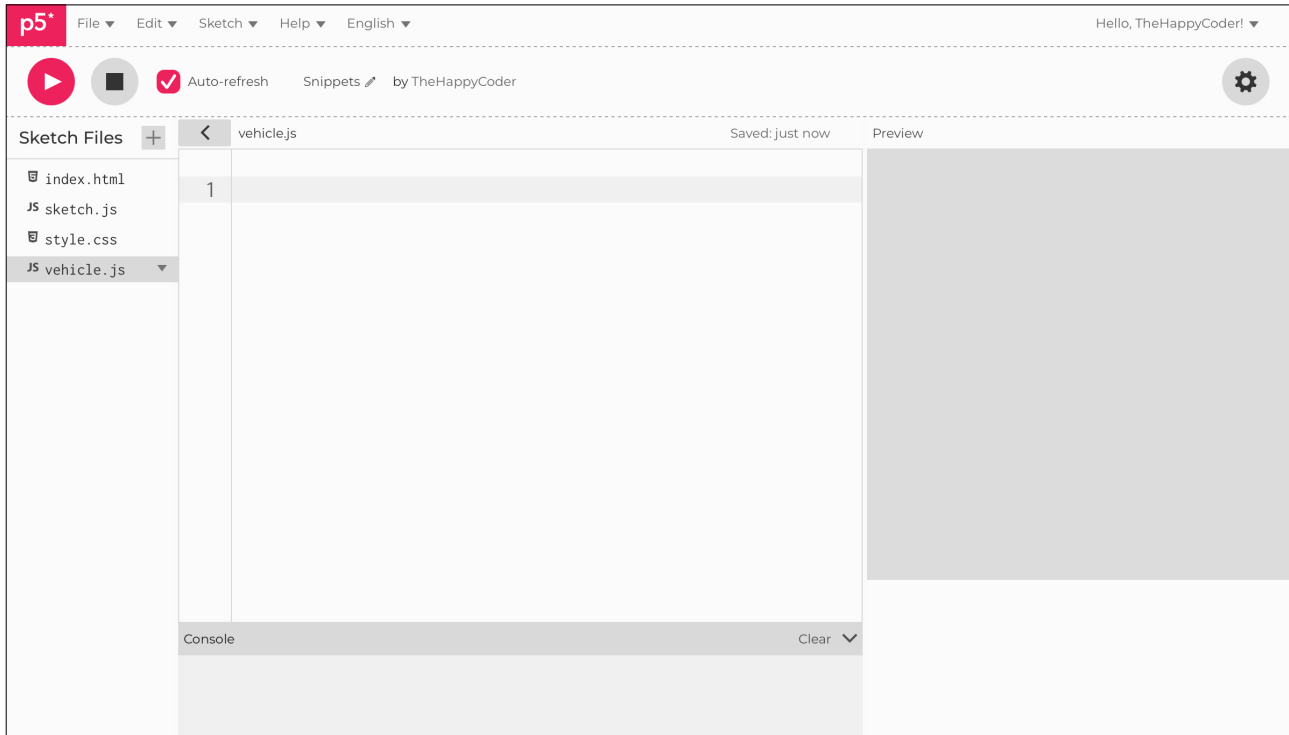 p5* File Edit Sketch Help English Hello, TheHappyCoder!
Auto-refresh Snippets by TheHappyCoder
Sketch Files + vehicle.js Saved: just now Preview
index.html
JS sketch.js
style.css
JS vehicle.js
1
Console Clear